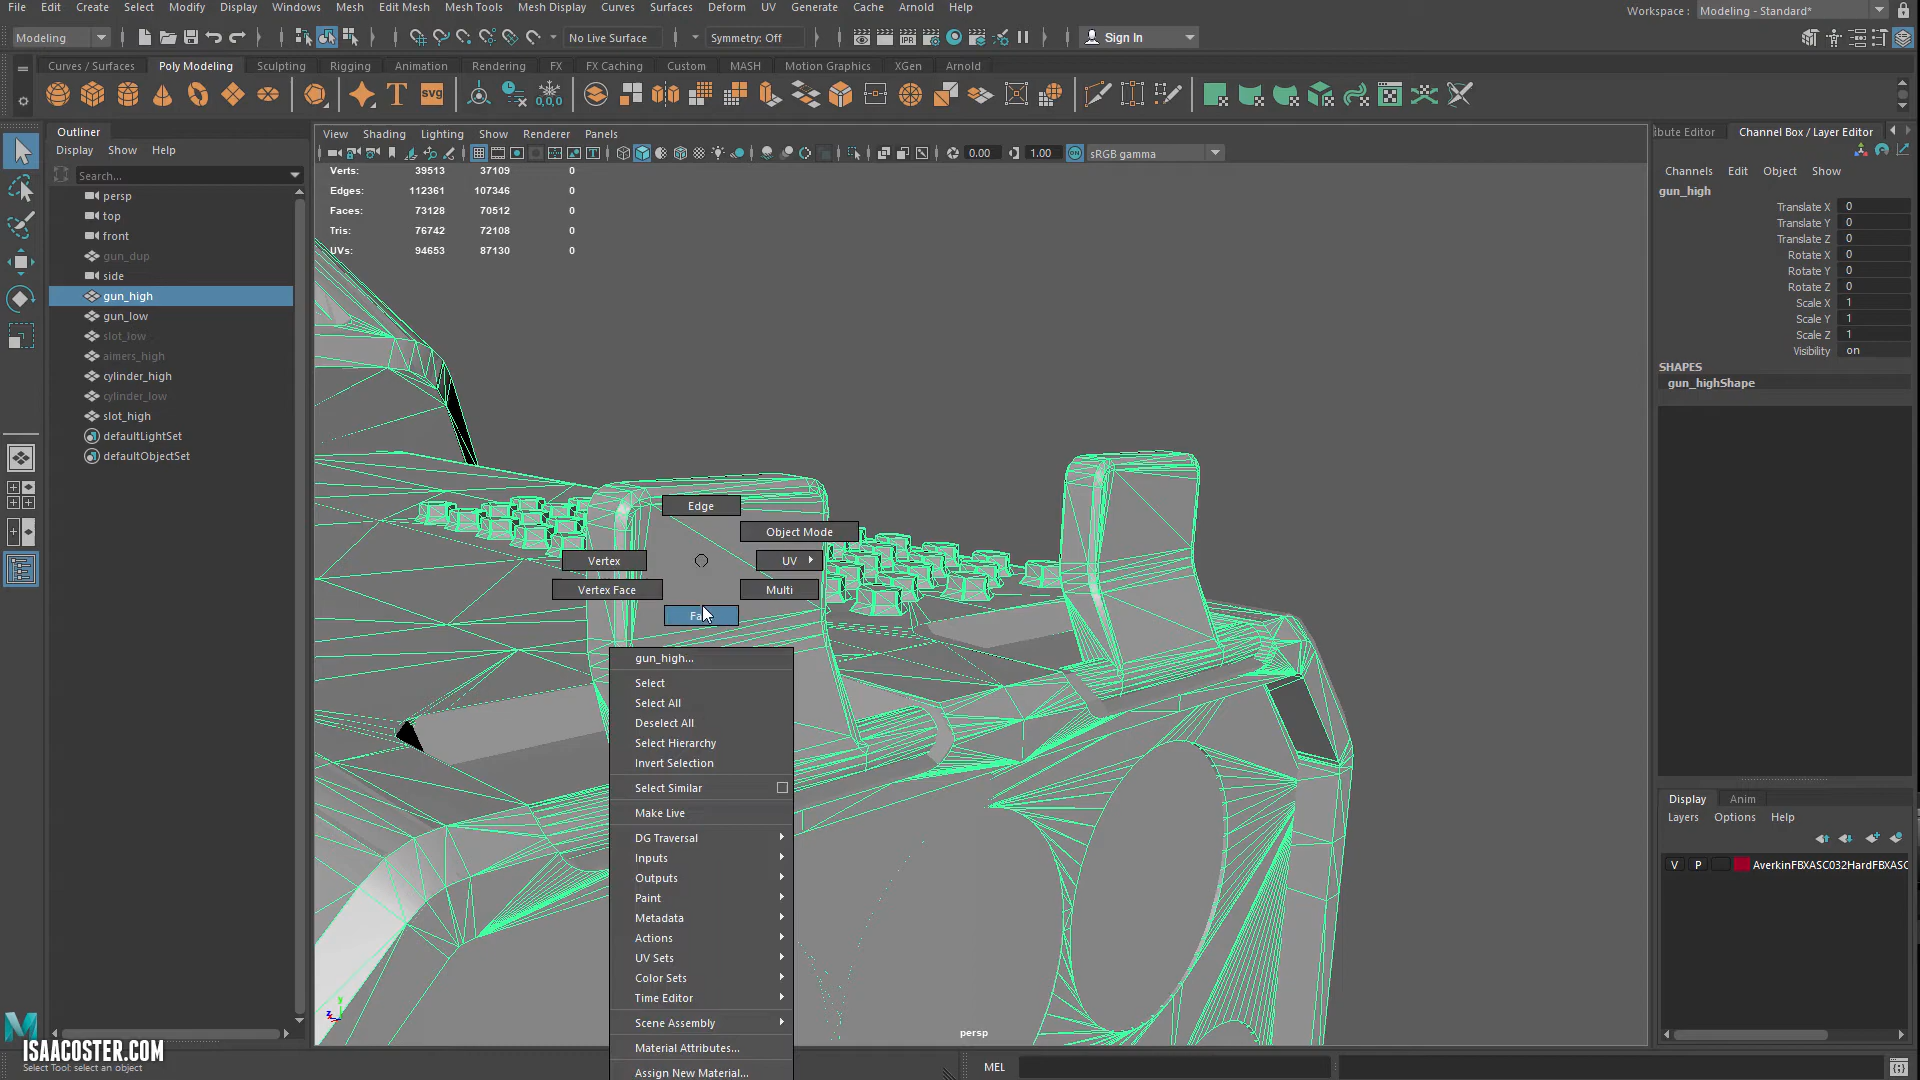 File Edit Create Select Modify Display Windows Mesh Edit Mesh Mesh Tools Mesh Display Curves Surfaces Deform UV Generate Cache Arnold Help
Workspace : Modeling - Standard*
Modeling No Live Surface Symmetry: Off IPR Sign In
Curves / Surfaces Poly Modeling Sculpting Rigging Animation Rendering FX FX Caching Custom MASH Motion Graphics XGen Arnold
T SVG 0,0,0
Outliner
Display Show Help
Search...
persp
top
front
gun_dup
side
gun_high
gun_low
slot_low
aimers_high
cylinder_high
cylinder_low
slot_high
defaultLightSet
defaultObjectSet
View Shading Lighting Show Renderer Panels
0.00 1.00 ON sRGB gamma
Verts: 39513 37109 0
Edges: 112361 107346 0
Faces: 73128 70512 0
Tris: 76742 72108 0
UVs: 94653 87130 0
Edge
Object Mode
Vertex UV
Vertex Face Multi
gun_high...
Select
Select All
Deselect All
Select Hierarchy
Invert Selection
Select Similar
Make Live
DG Traversal
Inputs
Outputs
Paint
Metadata
Actions
UV Sets
Color Sets
Time Editor
Scene Assembly
Material Attributes...
Assign New Material...
persp
y
z
bute Editor Channel Box / Layer Editor
Channels Edit Object Show
gun_high
Translate X 0
Translate Y 0
Translate Z 0
Rotate X 0
Rotate Y 0
Rotate Z 0
Scale X 1
Scale Y 1
Scale Z 1
Visibility on
SHAPES
gun_highShape
Display Anim
Layers Options Help
V P AverkinFBXASC032HardFBXASC
ISAACOSTER.COM
Select Tool: select an object
MEL